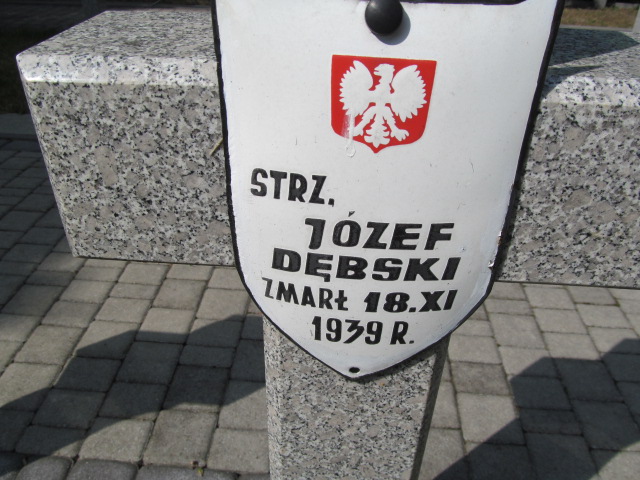 STRZ.
JÓZEF
DĘBSKI
ZMARŁ 18.XI
1939 R.